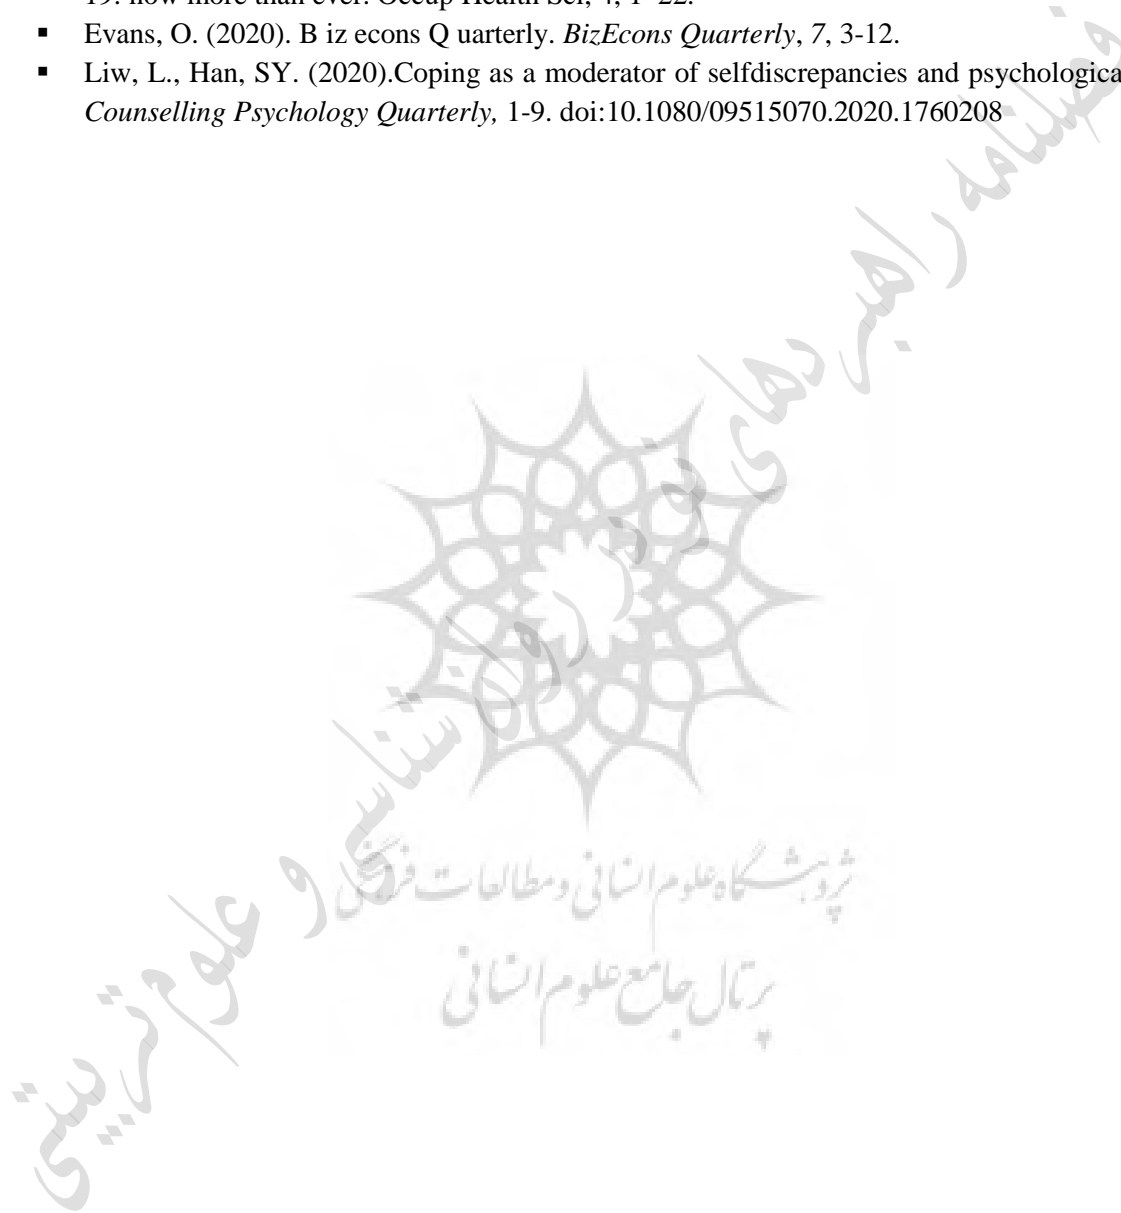 19: now more than ever. Occup Health Sci, 4, 1–22.
▪ Evans, O. (2020). B iz econs Q uarterly. BizEcons Quarterly, 7, 3-12.
▪ Liw, L., Han, SY. (2020).Coping as a moderator of selfdiscrepancies and psychologica
Counselling Psychology Quarterly, 1-9. doi:10.1080/09515070.2020.1760208
فصلنامه راهبردهای نو در روان شناسی و علوم تربیتی
پژوهشگاه علوم انسانی و مطالعات فرهنگی
پرتال جامع علوم انسانی